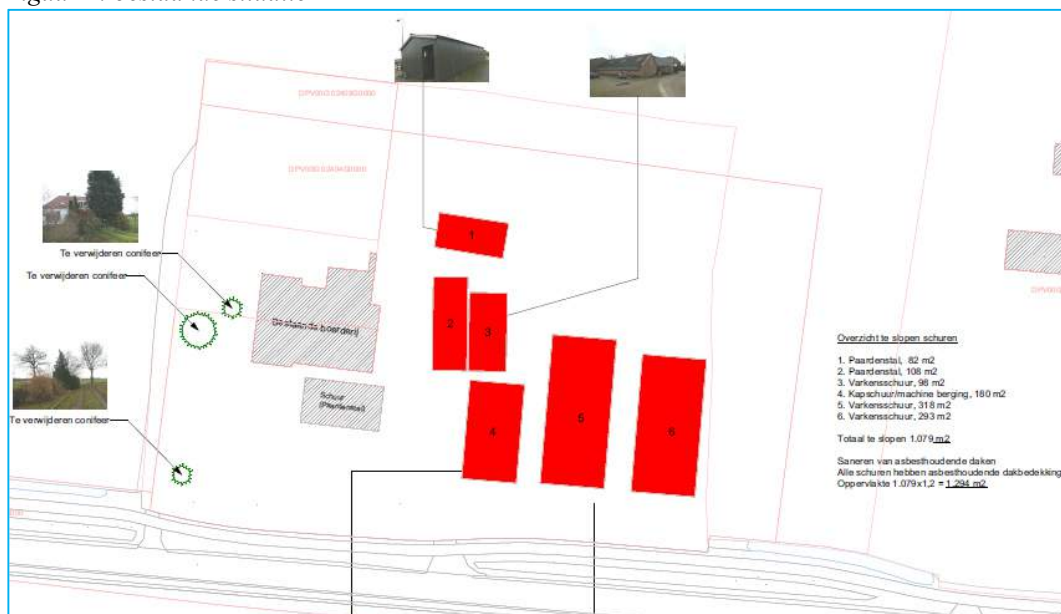 Te verwijderen conifeer
Te verwijderen conifeer
Te verwijderen conifeer
Bestaande boerderij
Schuur
(Paardenstal)
1
2
3
4
5
6
Overzicht te slopen schuren
1. Paardenstal, 82 m2
2. Paardenstal, 108 m2
3. Varkensschuur, 98 m2
4. Kapschuur/machine berging, 180 m2
5. Varkensschuur, 318 m2
6. Varkensschuur, 293 m2
Totaal te slopen 1.079 m2
Saneren van asbesthoudende daken
Alle schuren hebben asbesthoudende dakbedekking
Oppervlakte 1.079x1,2 = 1.294 m2